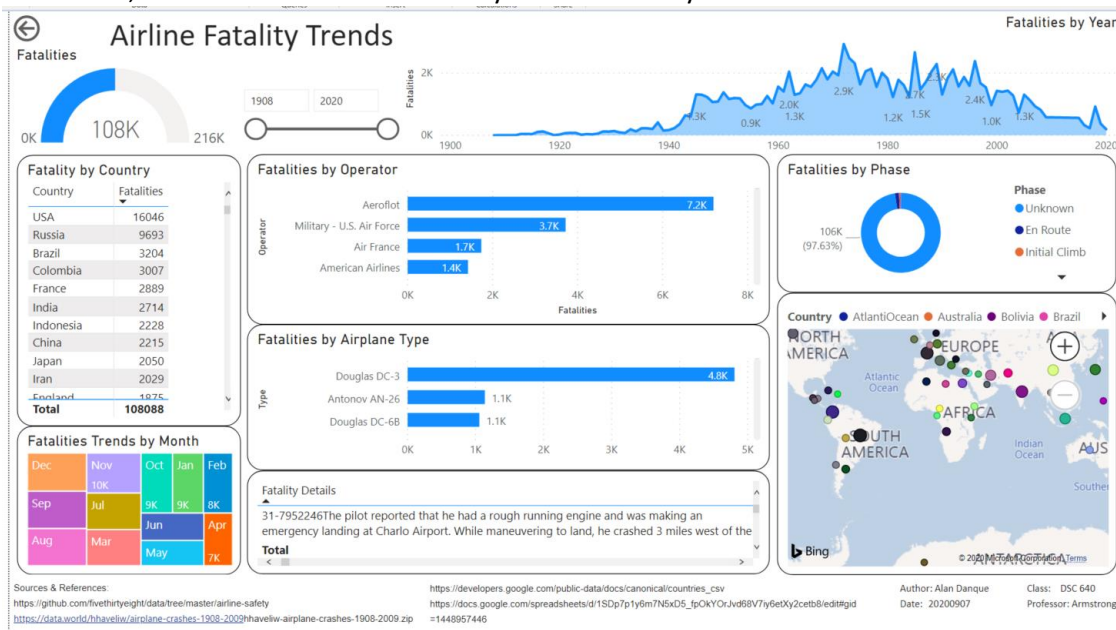 Airline Fatality Trends
Fatalities by Year
Fatalities
0K
108K
216K
1908
2020
Fatalities
2K
0K
1.3K
0.9K
2.0K
1.3K
2.9K
1.2K
1.7K
1.5K
2.3K
2.4K
1.0K
1.3K
1900
1920
1940
1960
1980
2000
2020
Fatality by Country
Country Fatalities
USA 16046
Russia 9693
Brazil 3204
Colombia 3007
France 2889
India 2714
Indonesia 2228
China 2215
Japan 2050
Iran 2029
England 1875
Total 108088
Fatalities by Operator
Operator
Aeroflot 7.2K
Military - U.S. Air Force 3.7K
Air France 1.7K
American Airlines 1.4K
0K 2K 4K 6K 8K
Fatalities
Fatalities by Phase
106K
(97.63%)
Phase
Unknown
En Route
Initial Climb
Fatalities by Airplane Type
Type
Douglas DC-3 4.8K
Antonov AN-26 1.1K
Douglas DC-6B 1.1K
0K 1K 2K 3K 4K 5K
Country AtlantiOcean Australia Bolivia Brazil
NORTH
AMERICA
EUROPE
Atlantic
Ocean
AFRICA
SOUTH
AMERICA
Indian
Ocean
AUS
Southe
ANTARCTICA
Bing
© 2020 Microsoft Corporation Terms
Fatalities Trends by Month
Dec
Nov
10K
Oct
9K
Jan
9K
Feb
8K
Sep
Jul
Jun
Apr
7K
Aug
Mar
May
Fatality Details
31-7952246The pilot reported that he had a rough running engine and was making an
emergency landing at Charlo Airport. While maneuvering to land, he crashed 3 miles west of the
Total
Sources & References:
https://github.com/fivethirtyeight/data/tree/master/airline-safety
https://data.world/hhaveliw/airplane-crashes-1908-2009hhaveliw-airplane-crashes-1908-2009.zip
https://developers.google.com/public-data/docs/canonical/countries_csv
https://docs.google.com/spreadsheets/d/1SDp7p1y6m7N5xD5_fpOkYOrJvd68V7iy6etXy2cetb8/edit#gid
=1448957446
Author: Alan Danque Class: DSC 640
Date: 20200907 Professor: Armstrong